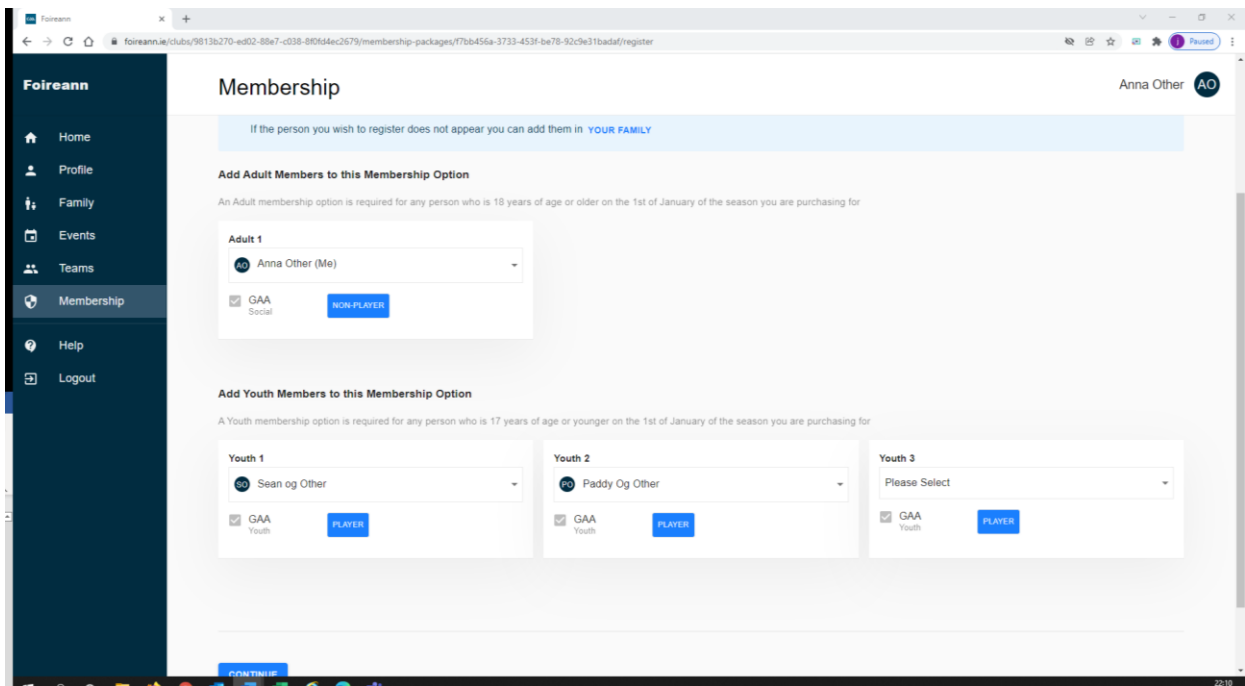 Foireann
foireann.ie/clubs/9813b270-ed02-88e7-c038-8f0fd4ec2679/membership-packages/f7bb456a-3733-453f-be78-92c9e31badaf/register
Paused
Foireann
Membership
Anna Other AO
If the person you wish to register does not appear you can add them in YOUR FAMILY
Home
Profile
Family
Events
Teams
Membership
Help
Logout
Add Adult Members to this Membership Option
An Adult membership option is required for any person who is 18 years of age or older on the 1st of January of the season you are purchasing for
Adult 1
AO Anna Other (Me)
GAA
Social
NON-PLAYER
Add Youth Members to this Membership Option
A Youth membership option is required for any person who is 17 years of age or younger on the 1st of January of the season you are purchasing for
Youth 1
SO Sean og Other
GAA
Youth
PLAYER
Youth 2
PO Paddy Og Other
GAA
Youth
PLAYER
Youth 3
Please Select
GAA
Youth
PLAYER
CONTINUE
22:10